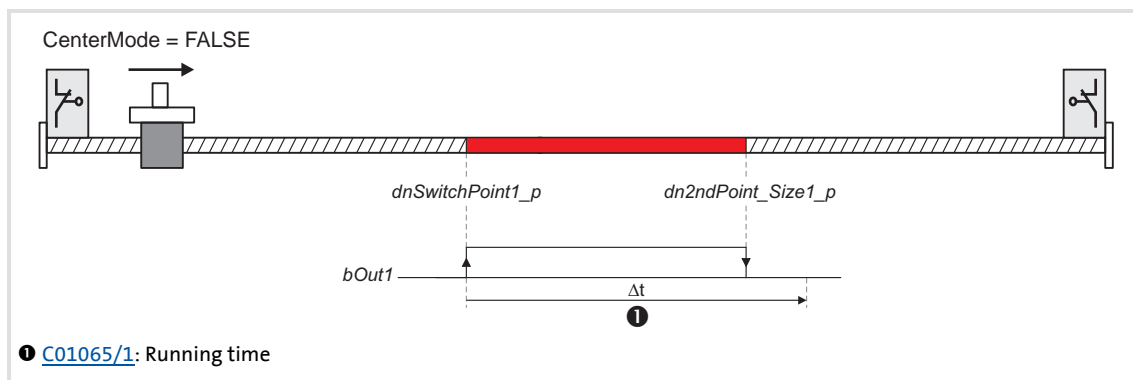 CenterMode = FALSE
dnSwitchPoint1_p
dn2ndPoint_Size1_p
bOut1
Δt
❶
❶ C01065/1: Running time